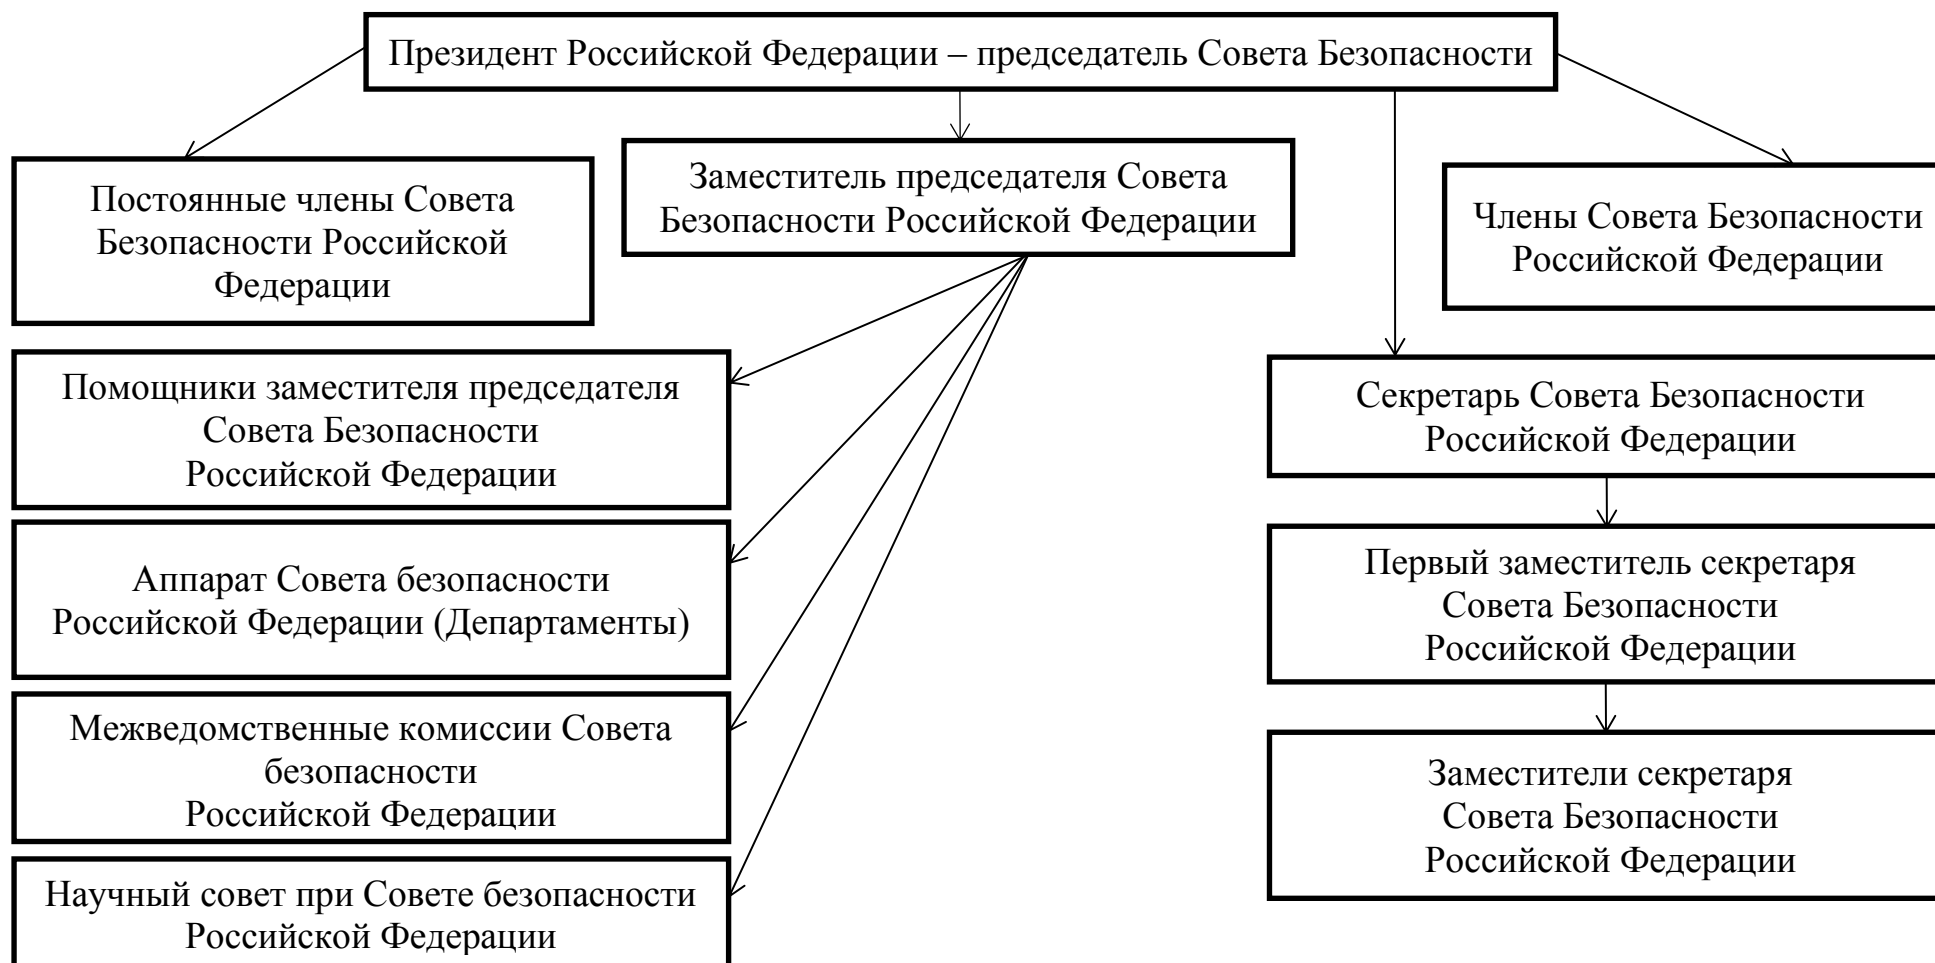 Президент Российской Федерации – председатель Совета Безопасности
Постоянные члены Совета
Безопасности Российской
Федерации
Заместитель председателя Совета
Безопасности Российской Федерации
Члены Совета Безопасности
Российской Федерации
Помощники заместителя председателя
Совета Безопасности
Российской Федерации
Аппарат Совета безопасности
Российской Федерации (Департаменты)
Межведомственные комиссии Совета
безопасности
Российской Федерации
Научный совет при Совете безопасности
Российской Федерации
Секретарь Совета Безопасности
Российской Федерации
Первый заместитель секретаря
Совета Безопасности
Российской Федерации
Заместители секретаря
Совета Безопасности
Российской Федерации